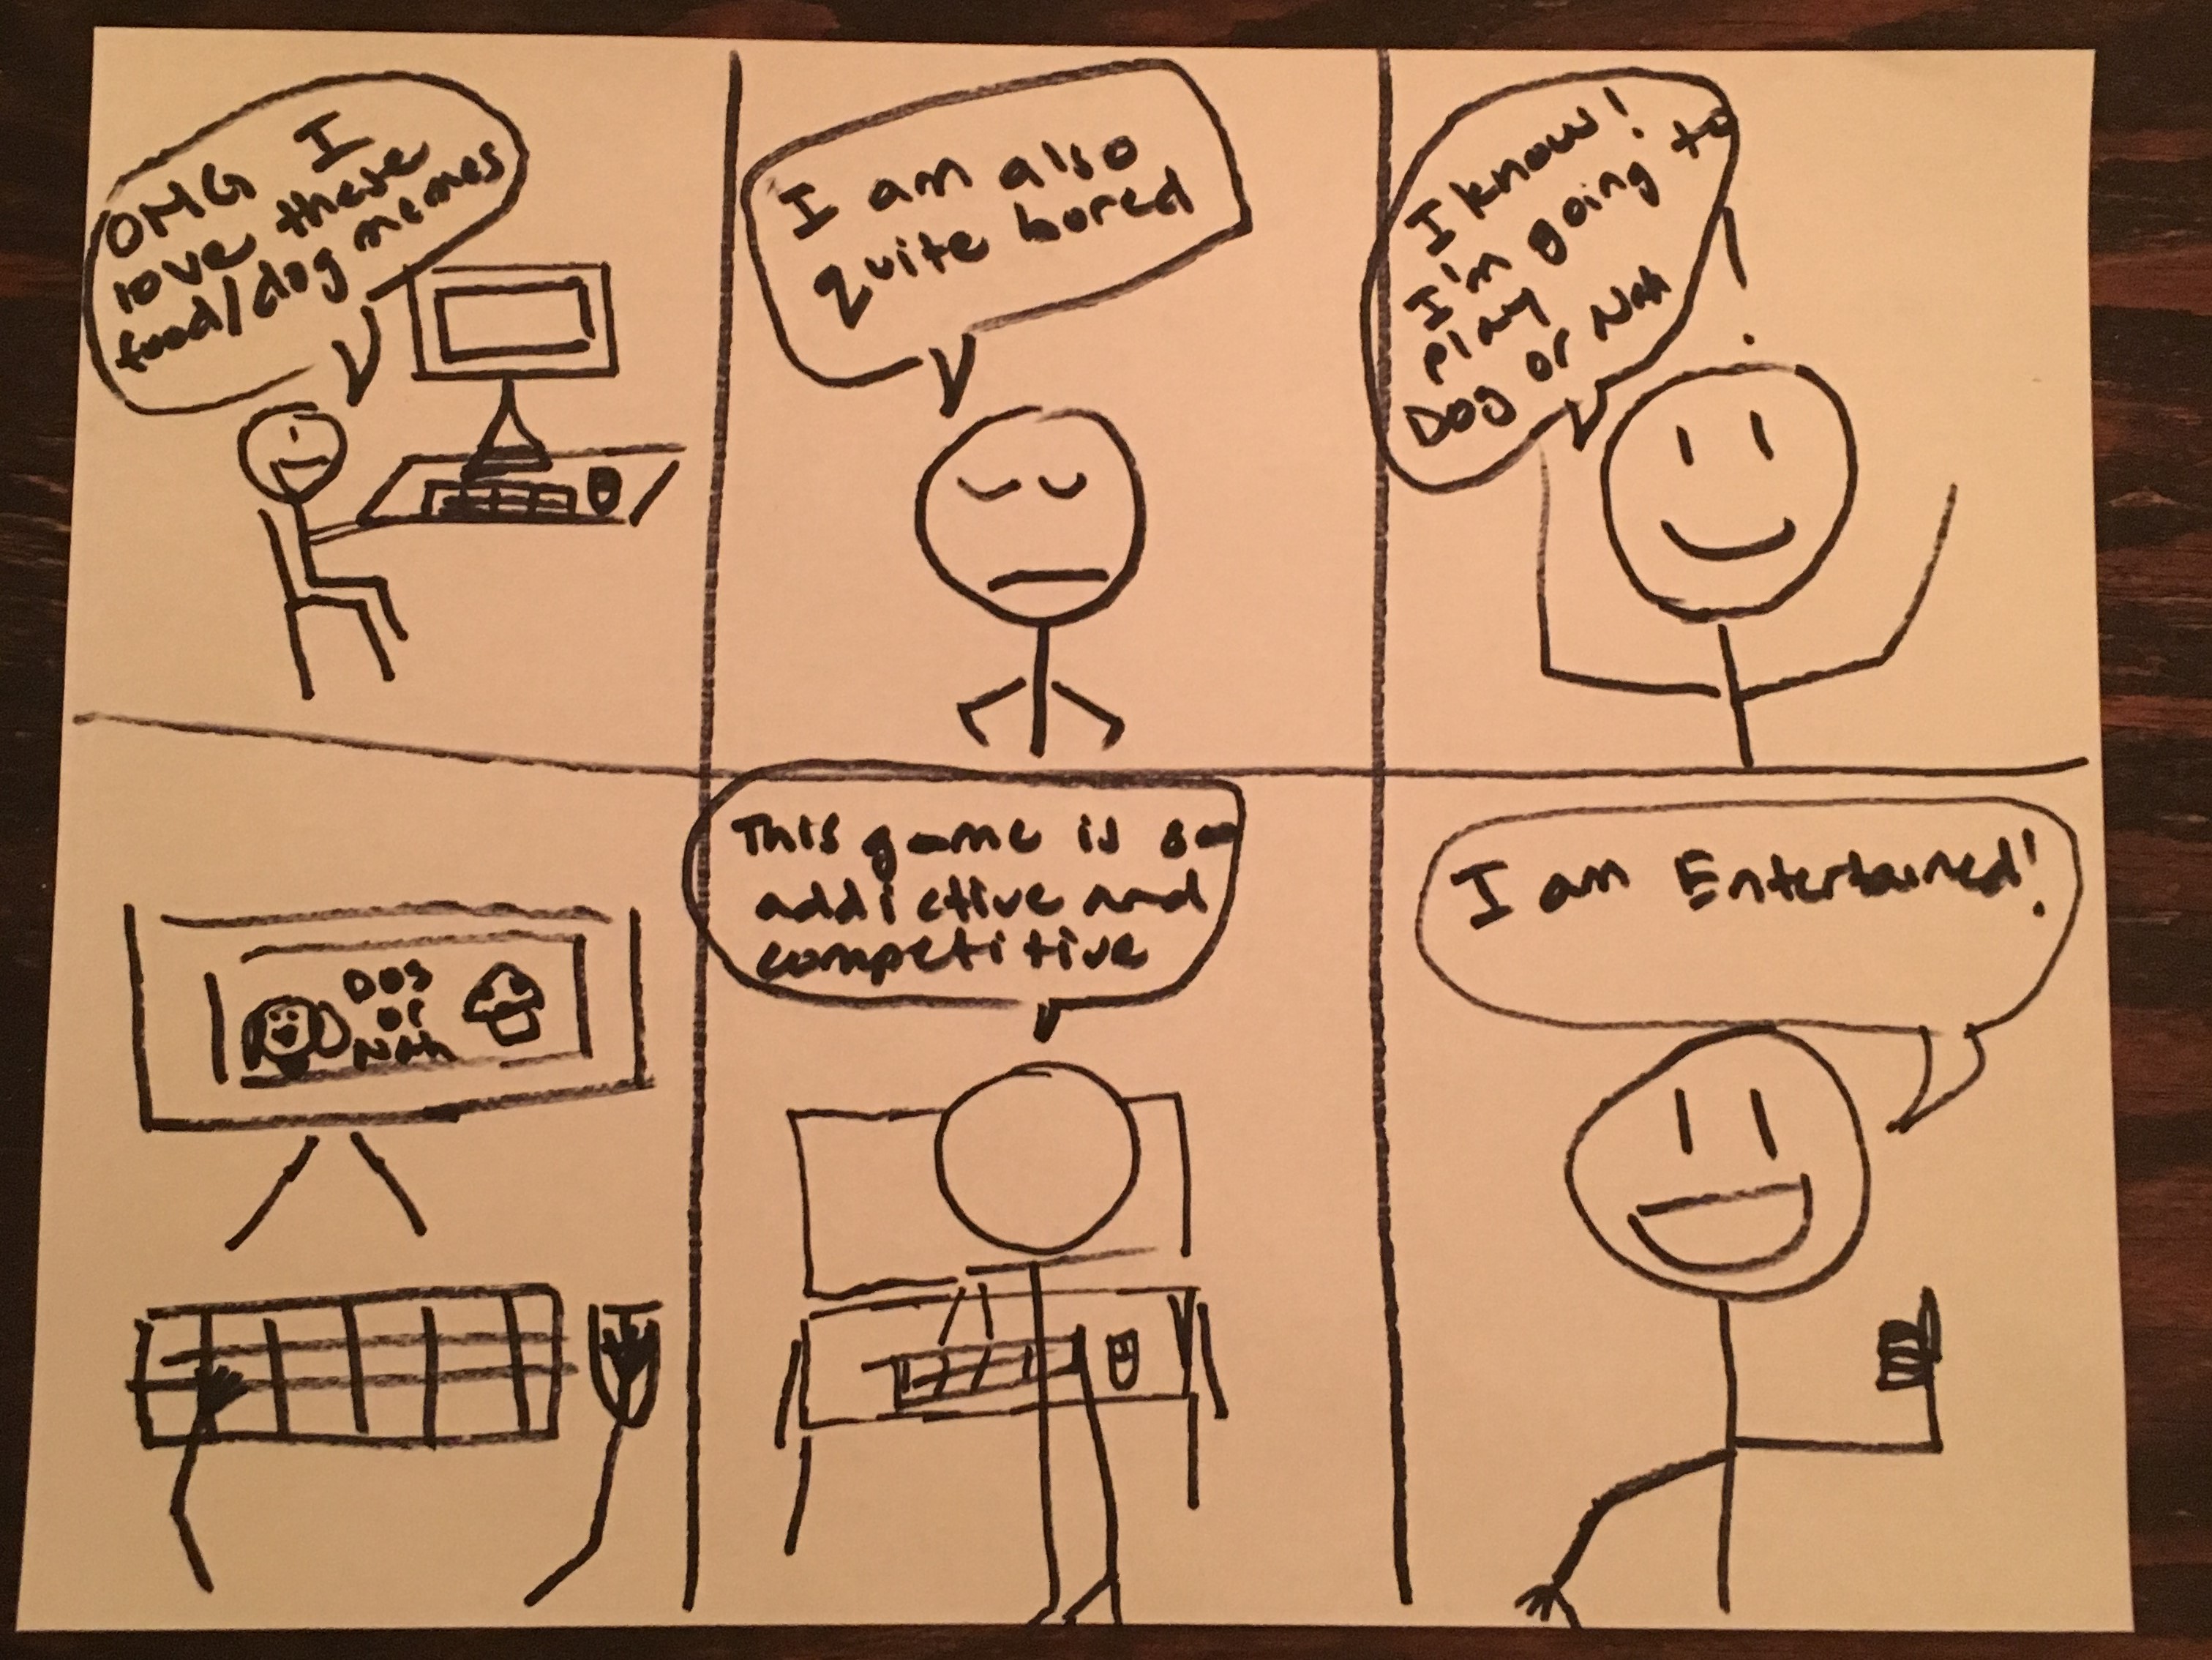 OMG I
love these
food/dog memes
I am also
quite bored
I know!
I'm going to
play
Dog or Nah
DOG
or
Nah
This game is so
addictive and
competitive
I am Entertained!